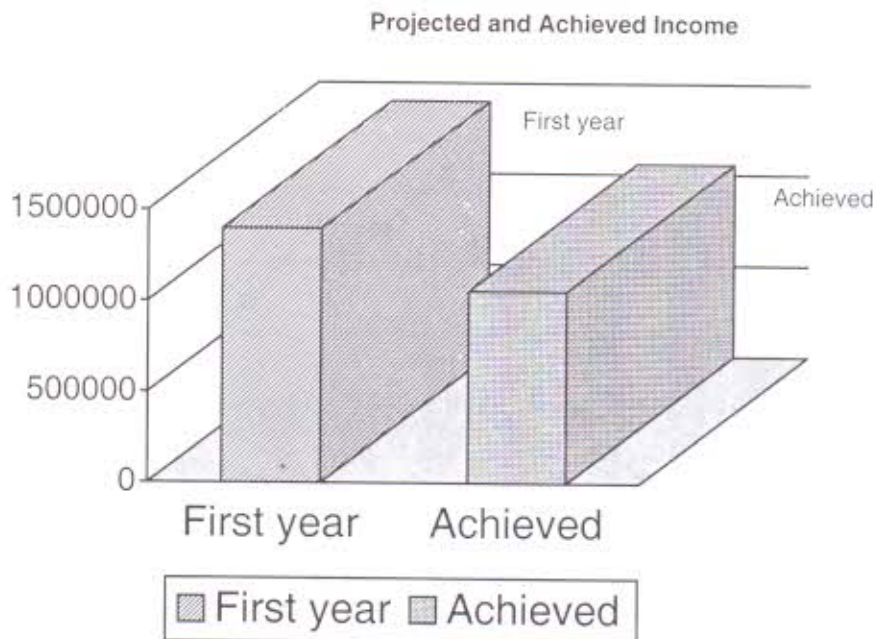 Projected and Achieved Income
First year
Achieved
1500000
1000000
500000
0
First year Achieved
First year Achieved